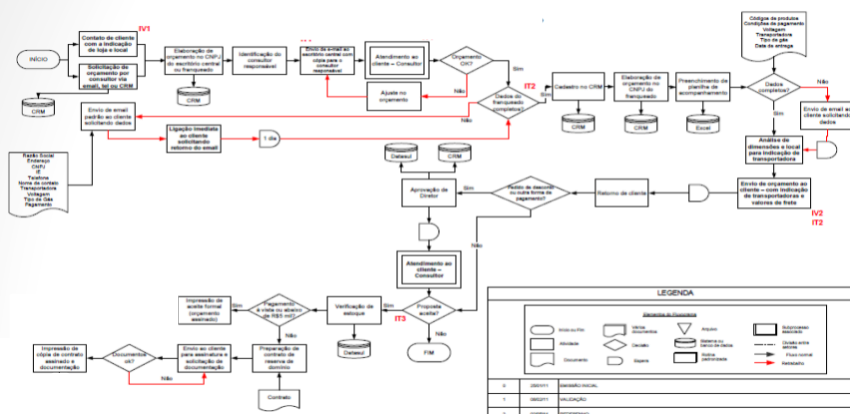 IV1
Contato de cliente
com a indicação
de loja e local
INÍCIO
Solicitação de
orçamento por
consultor via
email, tel ou CRM
CRM
Elaboração de
orçamento no CNPJ do
escritório central
ou franqueado
CRM
Identificação do
consultor
responsável
Envio de e-mail ao
escritório central com
cópia para o
consultor
responsável
Atendimento ao
cliente – Consultor
Orçamento
OK?
Sim
Não
Ajuste no
orçamento
IT2
Dados do
franqueado
completos?
Sim
Não
Cadastro no CRM
CRM
Elaboração de
orçamento no
CNPJ do
franqueado
CRM
Preenchimento de
planilha de
acompanhamento
Excel
Códigos de produtos
Condições de pagamento
Voltagem
Transportadora
Tipo de gás
Data de entrega
Dados
completos?
Não
Sim
Envio de email ao
cliente solicitando
dados
Envio de email
padrão ao cliente
solicitando dados
Ligação imediata
ao cliente
solicitando
retorno do email
1 dia
Razão Social
Endereço
CNPJ
IE
Telefone
Nome de contato
Transportadora
Voltagem
Tipo de Gás
Pagamento
Análise de
dimensões e local
para indicação de
transportadora
Envio de orçamento ao
cliente – com indicação
de transportadoras e
valores de frete
IV2
IT2
Retorno de cliente
Pedido de desconto
ou outra forma de
pagamento?
Sim
Não
Datasul
CRM
Aprovação de
Diretor
Atendimento ao
cliente –
Consultor
Proposta
aceita?
IT3
Sim
Não
FIM
Verificação de
estoque
Datasul
Pagamento
é à vista ou abaixo
de R$5 mil?
Sim
Não
Impressão de
aceite formal
(orçamento
assinado)
Preparação de
contrato de
reserva de
domínio
Contrato
Envio ao cliente
para assinatura e
solicitação de
documentação
Documentos
ok?
Sim
Não
Impressão de
cópia de contrato
assinado e
documentação
LEGENDA
Elementos do Fluxograma
Início ou Fim
Vários
documentos
Arquivo
Subprocesso
associado
Atividade
Decisão
Sistema ou
banco de dados
Divisão entre
setores
Documento
Espera
Rotina
padronizada
Fluxo normal
Retrabalho
0
EMISSÃO INICIAL
1
VALIDAÇÃO